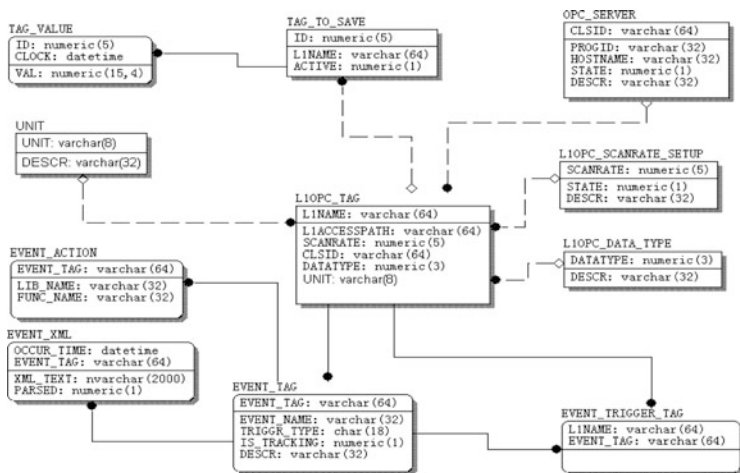 TAG_VALUE
ID: numeric(5)
CLOCK: datetime
VAL: numeric(15,4)
TAG_TO_SAVE
ID: numeric(5)
L1NAME: varchar(64)
ACTIVE: numeric(1)
OPC_SERVER
CLSID: varchar(64)
PROGID: varchar(32)
HOSTNAME: varchar(32)
STATE: numeric(1)
DESCR: varchar(32)
UNIT
UNIT: varchar(8)
DESCR: varchar(32)
L1OPC_SCANRATE_SETUP
SCANRATE: numeric(5)
STATE: numeric(1)
DESCR: varchar(32)
L1OPC_TAG
L1NAME: varchar(64)
L1ACCESSPATH: varchar(64)
SCANRATE: numeric(5)
CLSID: varchar(64)
DATATYPE: numeric(3)
UNIT: varchar(8)
L1OPC_DATA_TYPE
DATATYPE: numeric(3)
DESCR: varchar(32)
EVENT_ACTION
EVENT_TAG: varchar(64)
LIB_NAME: varchar(32)
FUNC_NAME: varchar(32)
EVENT_XML
OCCUR_TIME: datetime
EVENT_TAG: varchar(64)
XML_TEXT: nvarchar(2000)
PARSED: numeric(1)
EVENT_TAG
EVENT_TAG: varchar(64)
EVENT_NAME: varchar(32)
TRIGGR_TYPE: char(18)
IS_TRACKING: numeric(1)
DESCR: varchar(32)
EVENT_TRIGGER_TAG
L1NAME: varchar(64)
EVENT_TAG: varchar(64)